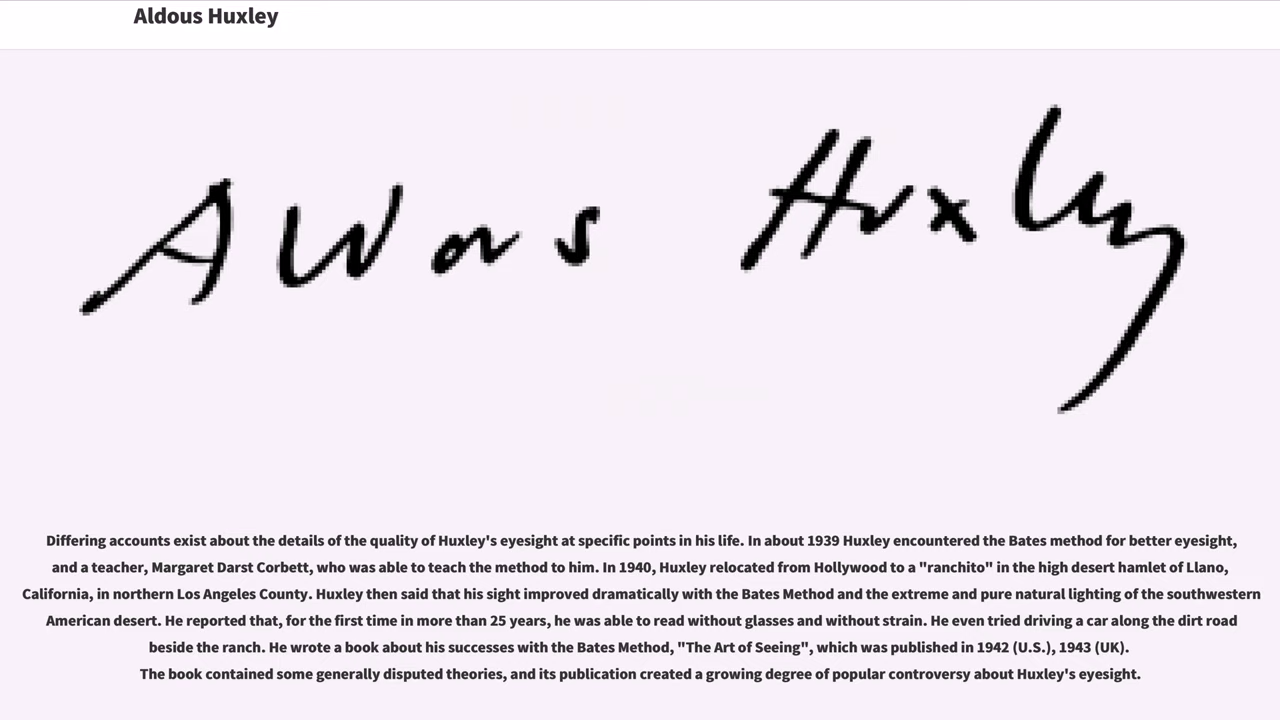 Aldous Huxley
Aldous Huxley
Differing accounts exist about the details of the quality of Huxley's eyesight at specific points in his life. In about 1939 Huxley encountered the Bates method for better eyesight,
and a teacher, Margaret Darst Corbett, who was able to teach the method to him. In 1940, Huxley relocated from Hollywood to a "ranchito" in the high desert hamlet of Llano,
California, in northern Los Angeles County. Huxley then said that his sight improved dramatically with the Bates Method and the extreme and pure natural lighting of the southwestern
American desert. He reported that, for the first time in more than 25 years, he was able to read without glasses and without strain. He even tried driving a car along the dirt road
beside the ranch. He wrote a book about his successes with the Bates Method, "The Art of Seeing", which was published in 1942 (U.S.), 1943 (UK).
The book contained some generally disputed theories, and its publication created a growing degree of popular controversy about Huxley's eyesight.